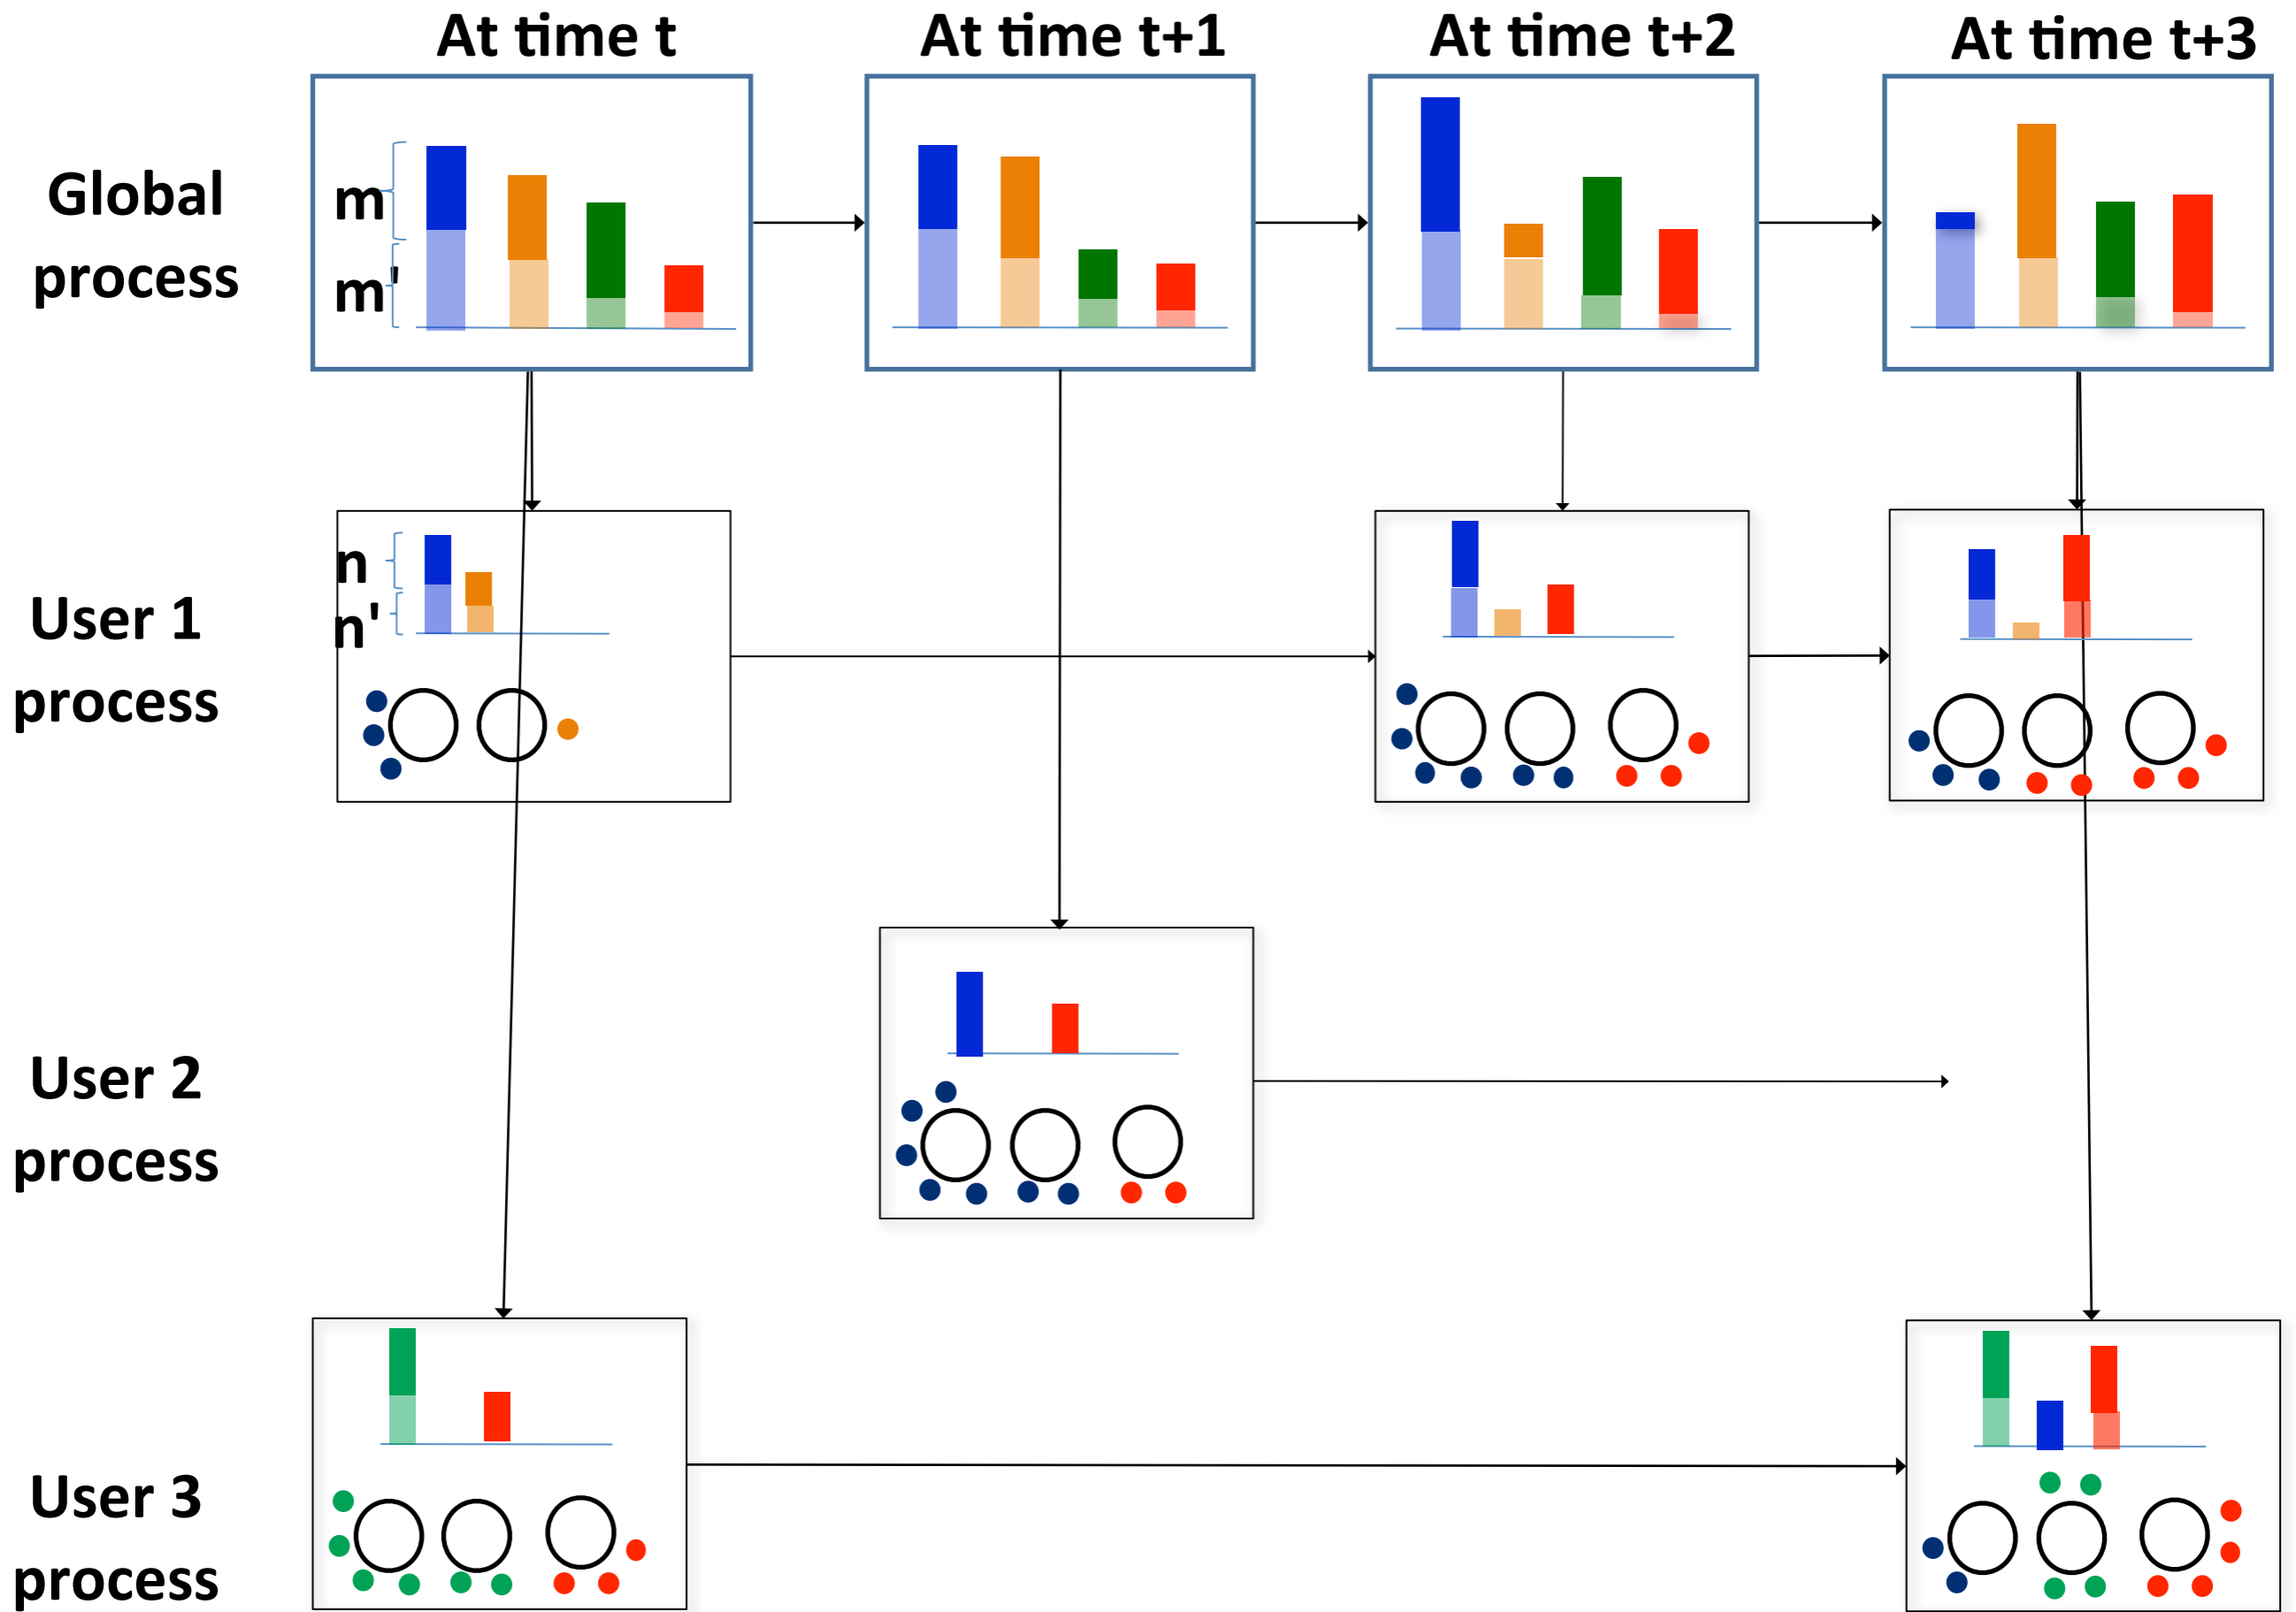 At time t
At time t+1
At time t+2
At time t+3
Global
process
m
m'
User 1
process
n
n'
User 2
process
User 3
process